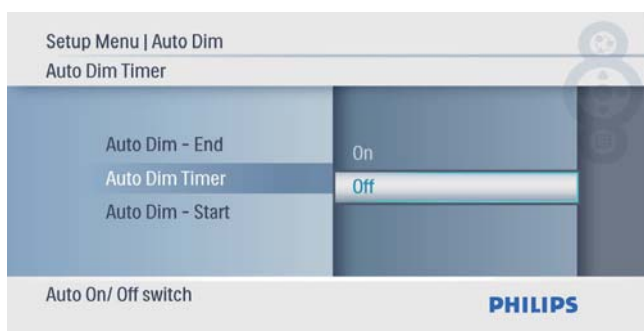 Setup Menu | Auto Dim
Auto Dim Timer
Auto Dim - End
Auto Dim Timer
Auto Dim - Start
On
Off
Auto On/ Off switch
PHILIPS